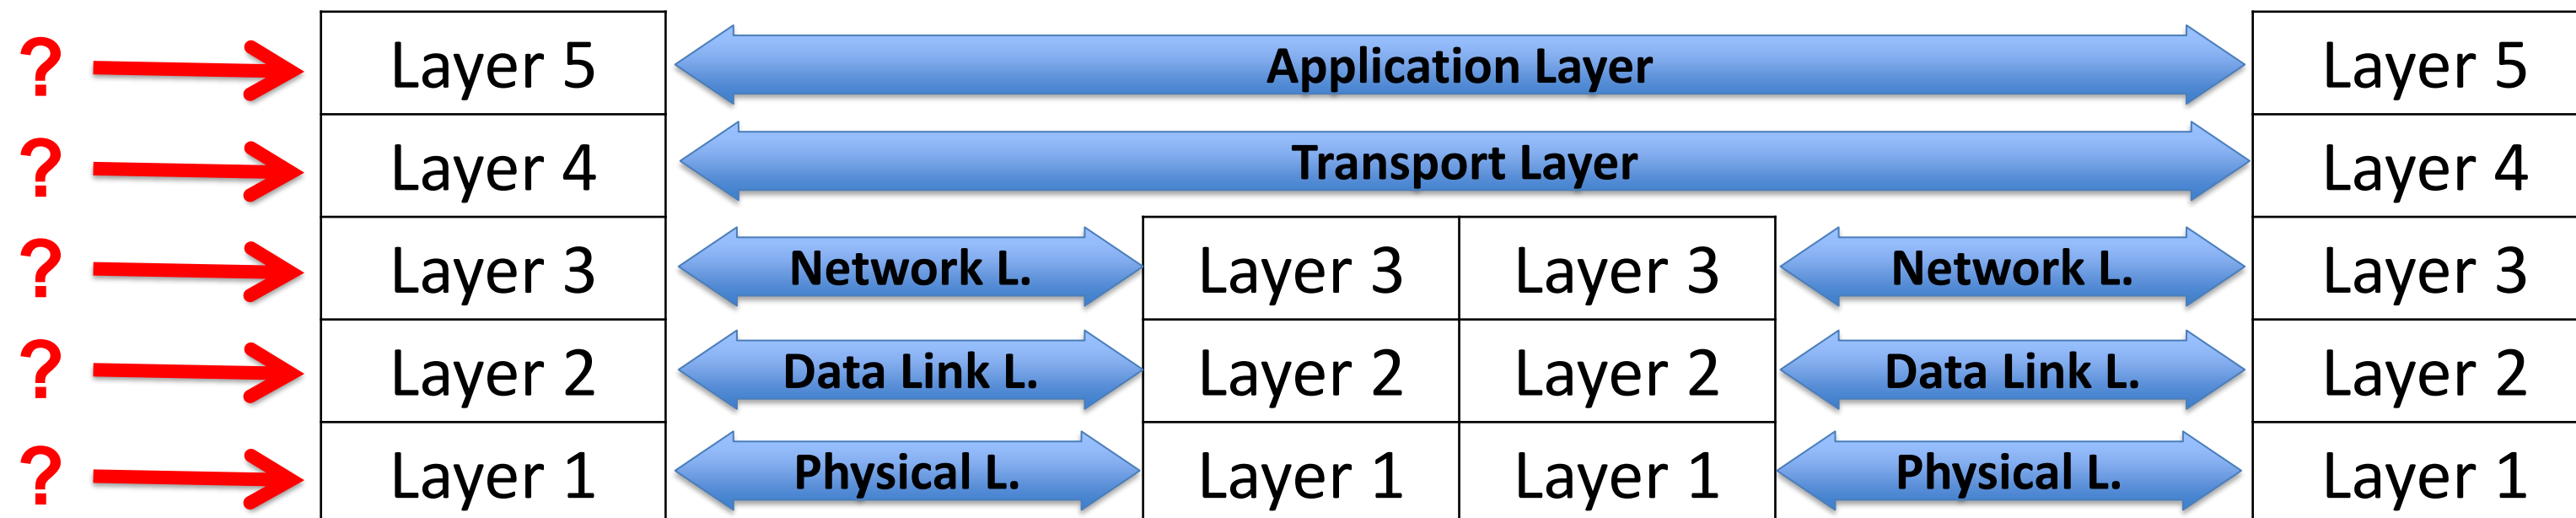 ? Layer 5 Application Layer Layer 5
? Layer 4 Transport Layer Layer 4
? Layer 3 Network L. Layer 3 Layer 3 Network L. Layer 3
? Layer 2 Data Link L. Layer 2 Layer 2 Data Link L. Layer 2
? Layer 1 Physical L. Layer 1 Layer 1 Physical L. Layer 1